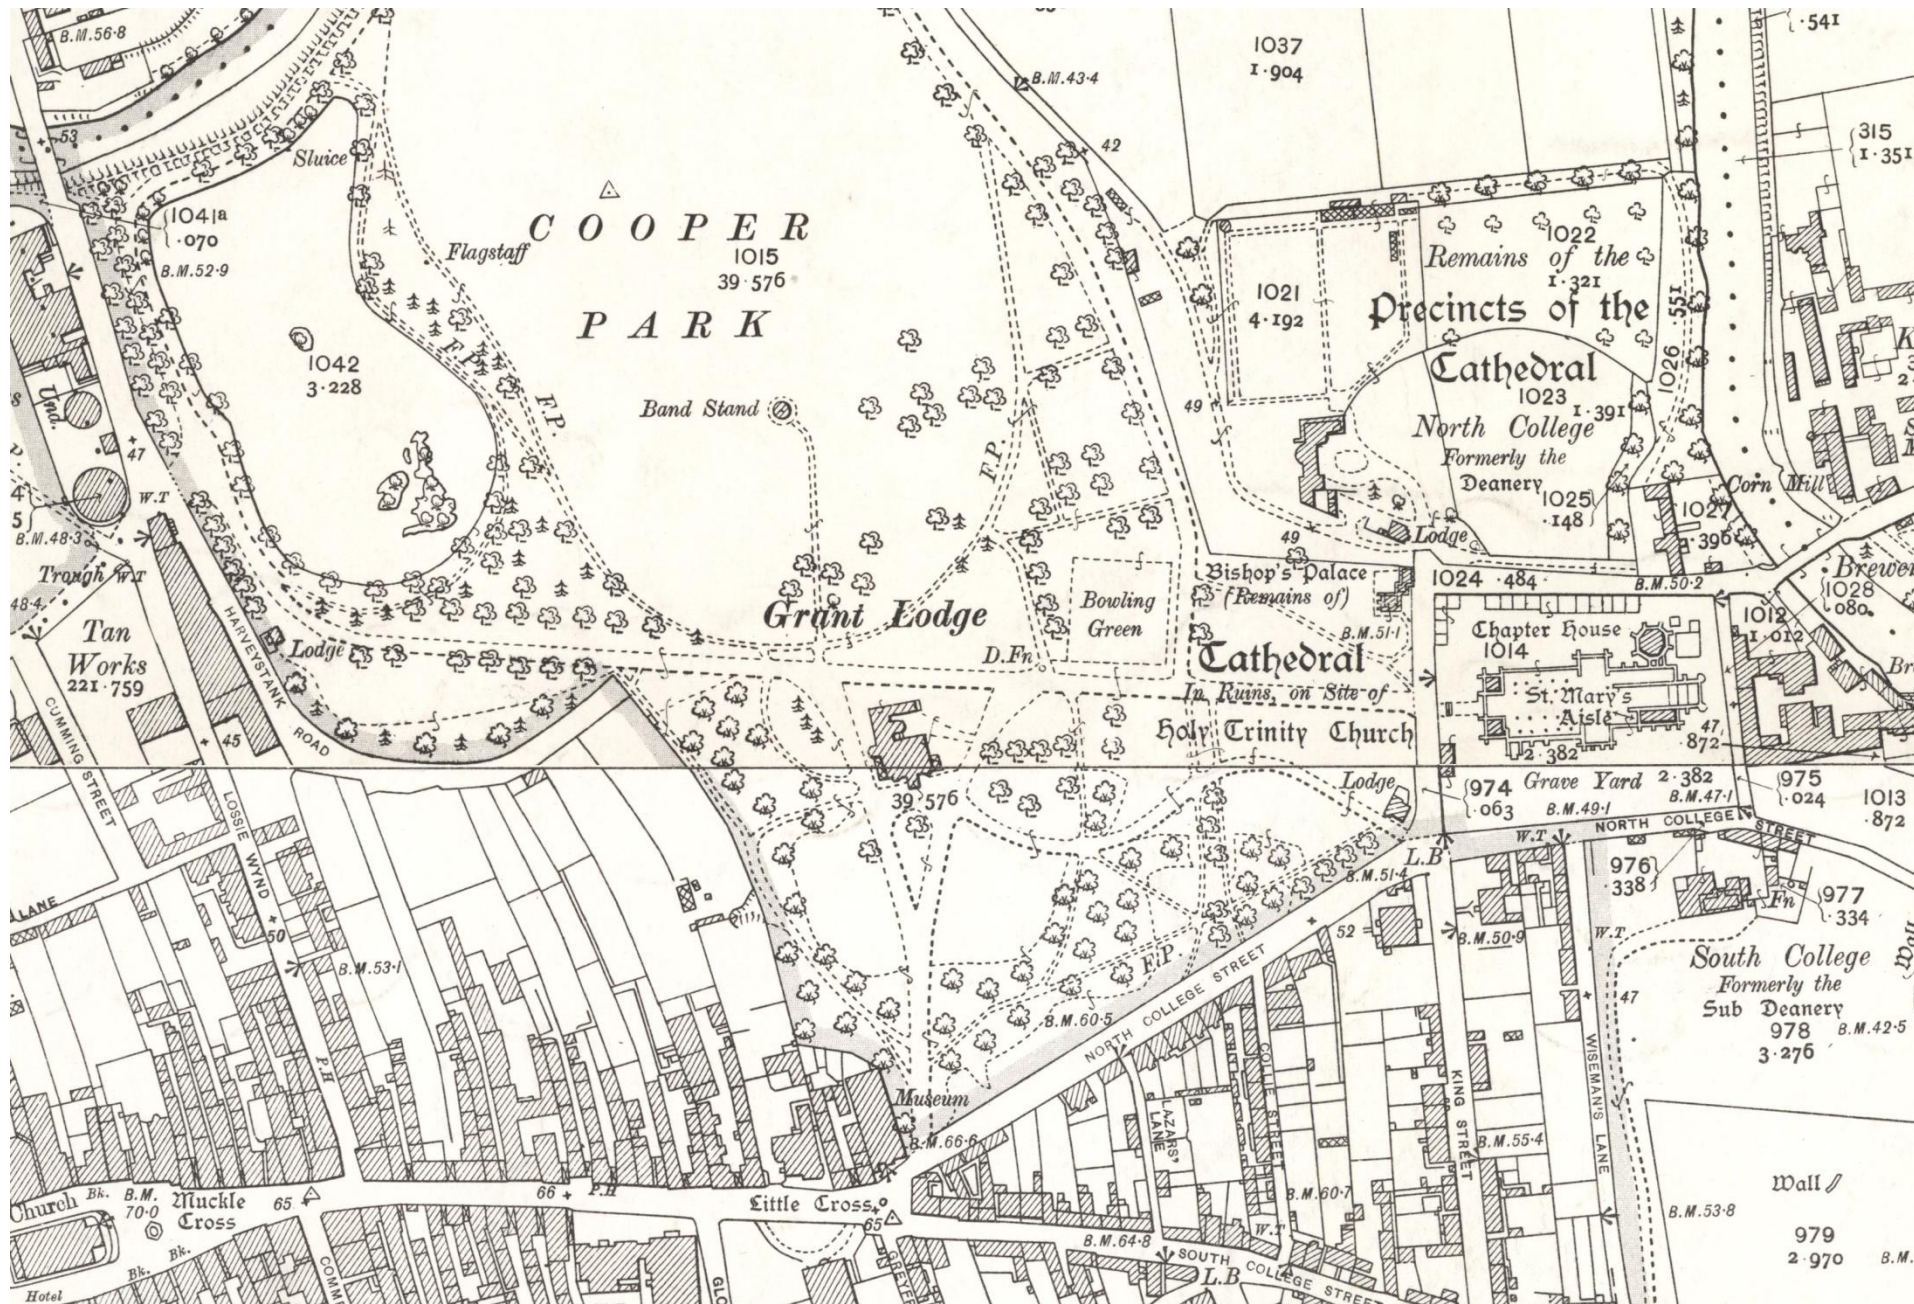 B.M.56·8
1037
1·904
·541
B.M.43·4
53
Sluice
42
315
1·351
1041a
·070
B.M.52·9
COOPER
1015
39·576
PARK
Flagstaff
F.P.
F.P.
1022
Remains of the
1·321
Precincts of the
1021
4·192
1026 ·551
Cathedral
1023
1·391
North College
Formerly the
Deanery
1025
·148
1042
3·228
Und.
Band Stand
F.P.
49
47
W.T
B.M.48·3
Trough
W.T
48·4
Corn Mill
1027
·396
49
Lodge
Bishop's Palace
(Remains of)
1024 ·484
B.M.50·2
1028
·080
1012
1·012
Tan
Works
221·759
HARVEYSTANK ROAD
Lodge
Grant Lodge
Bowling
Green
D.Fn
B.M.51·1
Chapter House
1014
Cathedral
In Ruins, on Site of
Holy Trinity Church
St. Mary's
Aisle
2·382
47
·872
45
CUMMING STREET
LOSSIE WYND
39·576
Lodge
974
·063
Grave Yard
2·382
B.M.49·1
B.M.47·1
975
·024
1013
·872
NORTH COLLEGE STREET
W.T
L.B
B.M.51·4
976
·338
Fn
977
·334
LANE
50
B.M.53·1
52
B.M.50·9
W.T.
Wall
South College
Formerly the
Sub Deanery
978
3·276
B.M.42·5
F.P
47
B.M.60·5
NORTH COLLEGE STREET
P.H
COLLIE STREET
KING STREET
WISEMAN'S LANE
LAZARS' LANE
Museum
B.M.66·6
B.M.55·4
Wall
979
2·970
B.M.
Church
Bk.
B.M.
70·0
Muckle
Cross
65
66
P.H
Little Cross
65
B.M.60·7
B.M.53·8
W.T
B.M.64·8
SOUTH COLLEGE STREET
L.B
Bk.
Bk.
Hotel